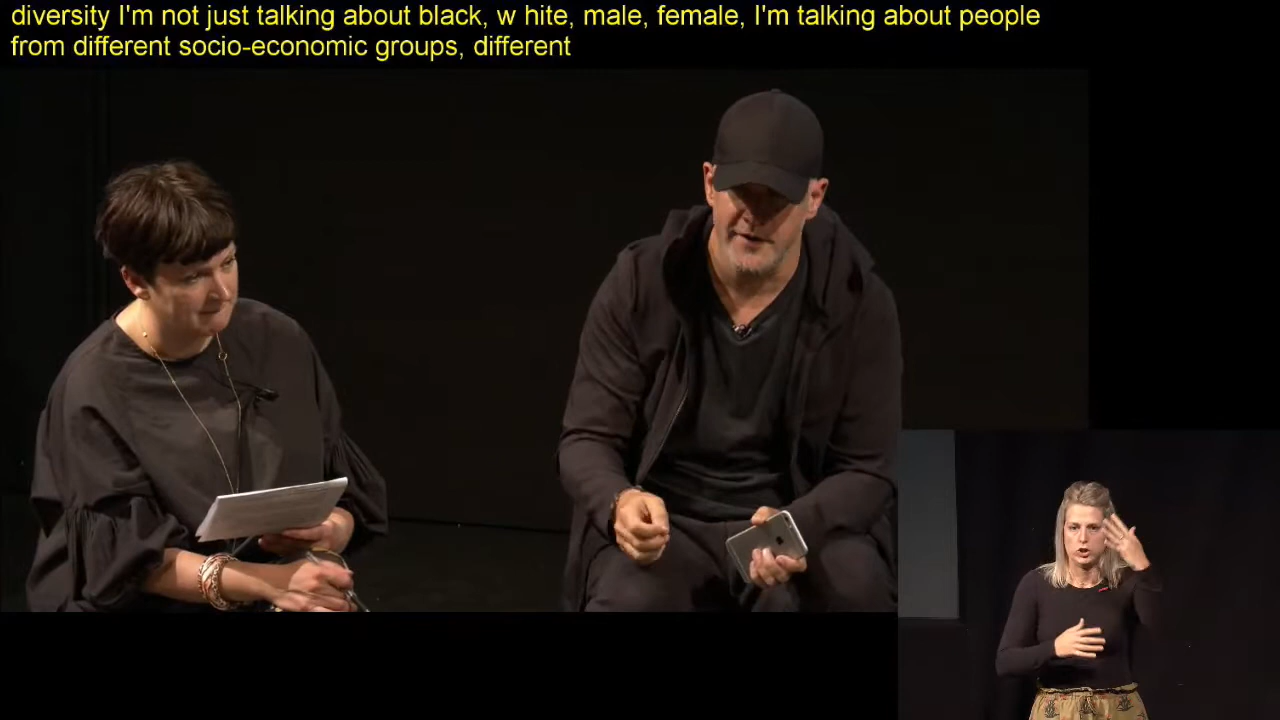 diversity I'm not just talking about black, w hite, male, female, I'm talking about people
from different socio-economic groups, different